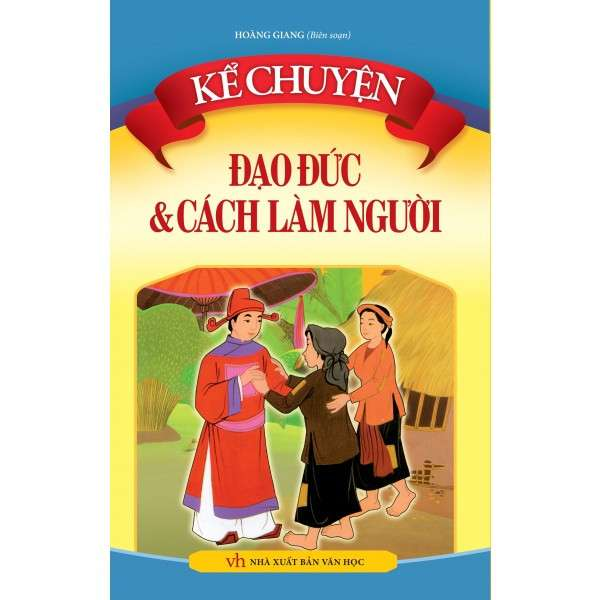 HOÀNG GIANG (Biên soạn)
KỂ CHUYỆN
ĐẠO ĐỨC
& CÁCH LÀM NGƯỜI
vh NHÀ XUẤT BẢN VĂN HỌC